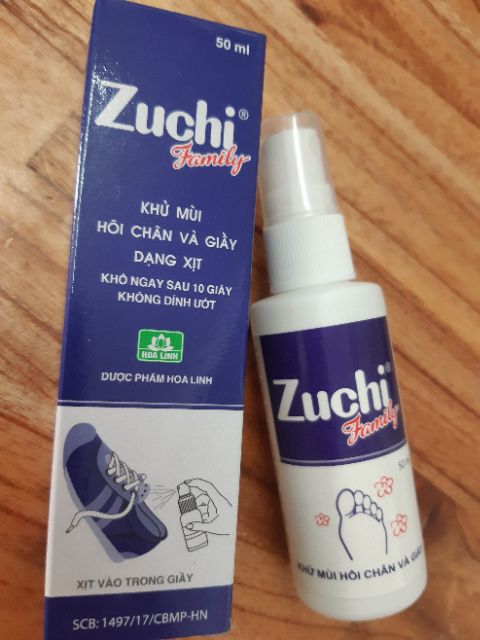 50 ml
Zuchi®
Family
KHỬ MÙI
HÔI CHÂN VÀ GIẦY
DẠNG XỊT
KHÔ NGAY SAU 10 GIÂY
KHÔNG DÍNH ƯỚT
HOA LINH
DƯỢC PHẨM HOA LINH
XỊT VÀO TRONG GIẦY
SCB: 1497/17/CBMP-HN
Zuchi®
Family
50 ml
KHỬ MÙI HÔI CHÂN VÀ GIẦY